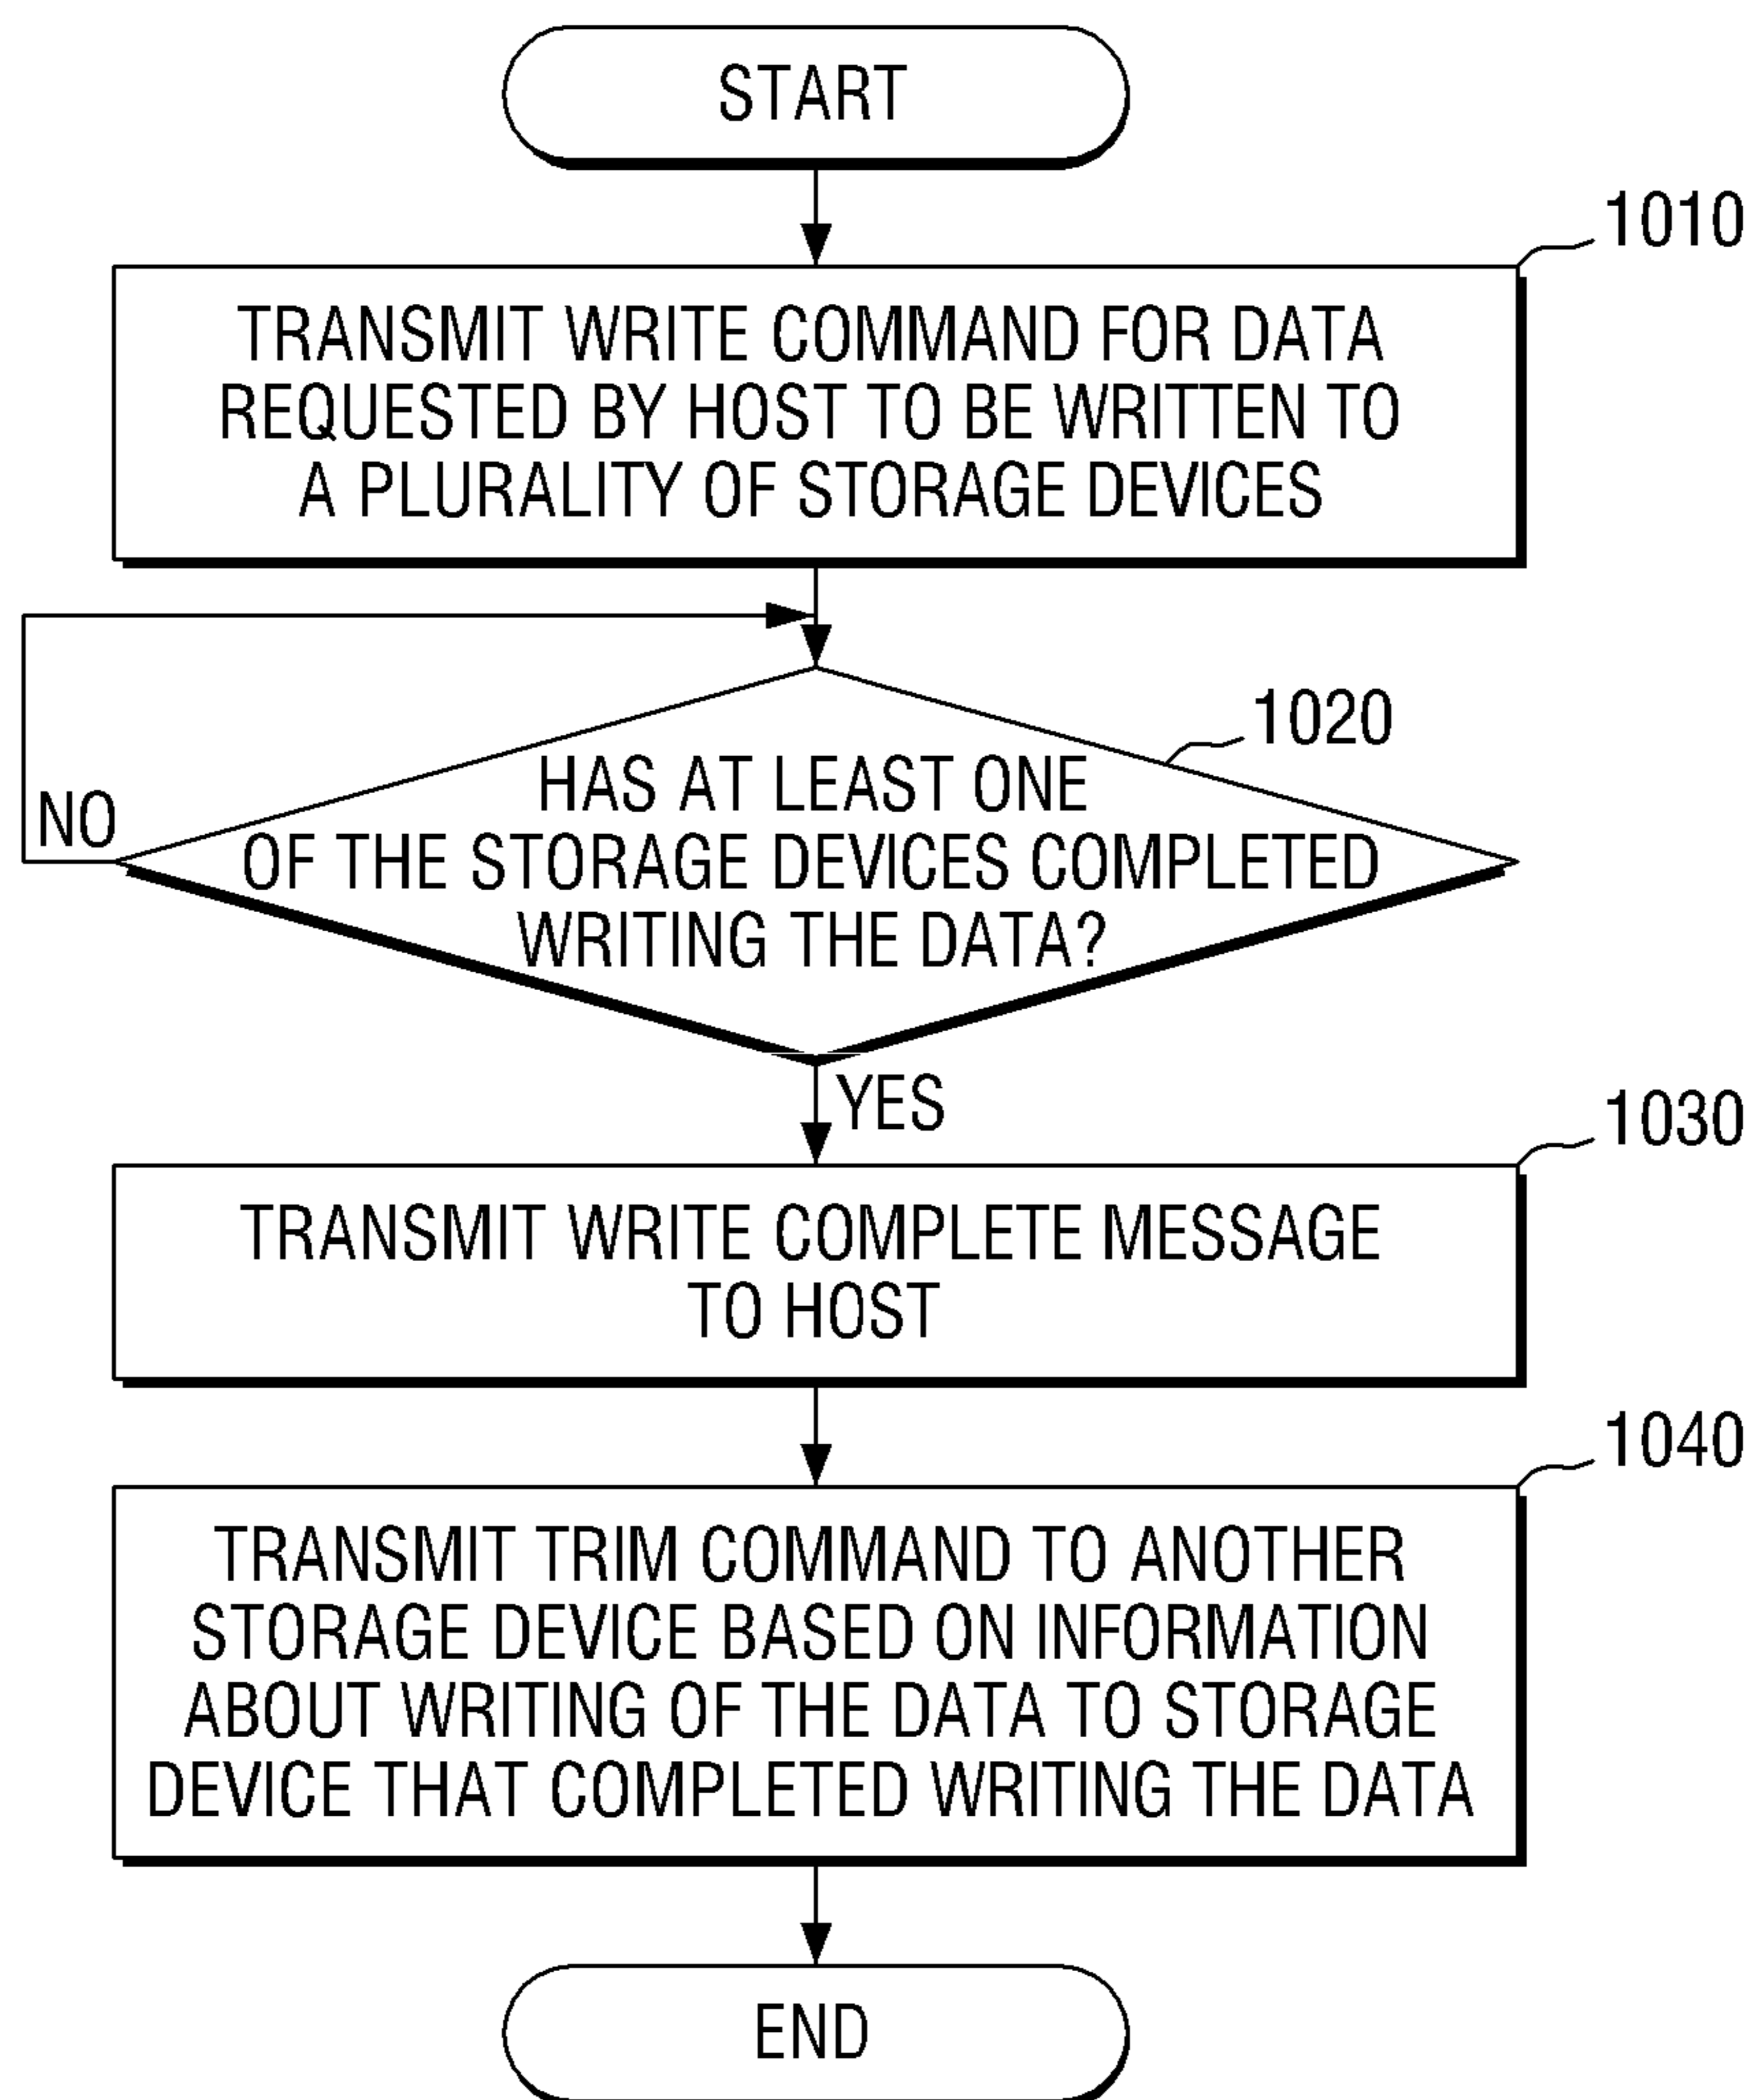 START
1010
TRANSMIT WRITE COMMAND FOR DATA
REQUESTED BY HOST TO BE WRITTEN TO
A PLURALITY OF STORAGE DEVICES
1020
HAS AT LEAST ONE
OF THE STORAGE DEVICES COMPLETED
WRITING THE DATA?
NO
YES
1030
TRANSMIT WRITE COMPLETE MESSAGE
TO HOST
1040
TRANSMIT TRIM COMMAND TO ANOTHER
STORAGE DEVICE BASED ON INFORMATION
ABOUT WRITING OF THE DATA TO STORAGE
DEVICE THAT COMPLETED WRITING THE DATA
END